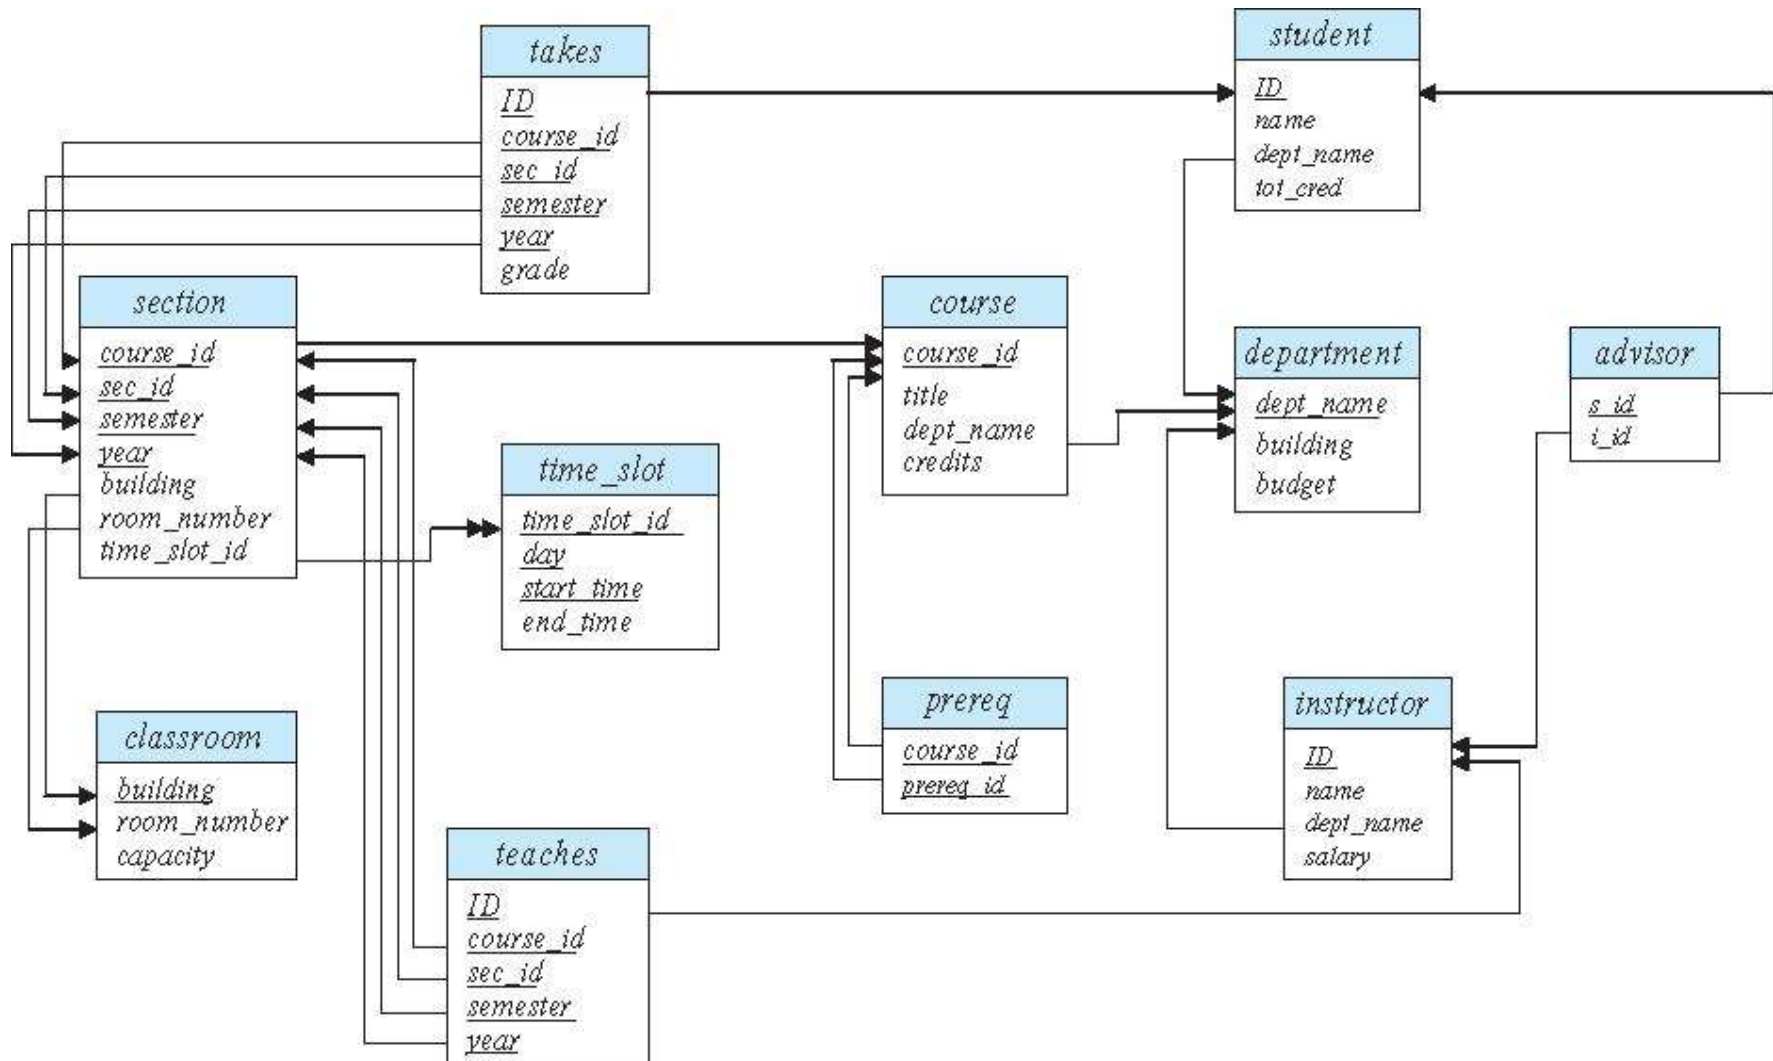 takes
ID
course_id
sec_id
semester
year
grade
student
ID
name
dept_name
tot_cred
section
course_id
sec_id
semester
year
building
room_number
time_slot_id
course
course_id
title
dept_name
credits
department
dept_name
building
budget
advisor
s_id
i_id
time_slot
time_slot_id
day
start_time
end_time
prereq
course_id
prereq_id
instructor
ID
name
dept_name
salary
classroom
building
room_number
capacity
teaches
ID
course_id
sec_id
semester
year